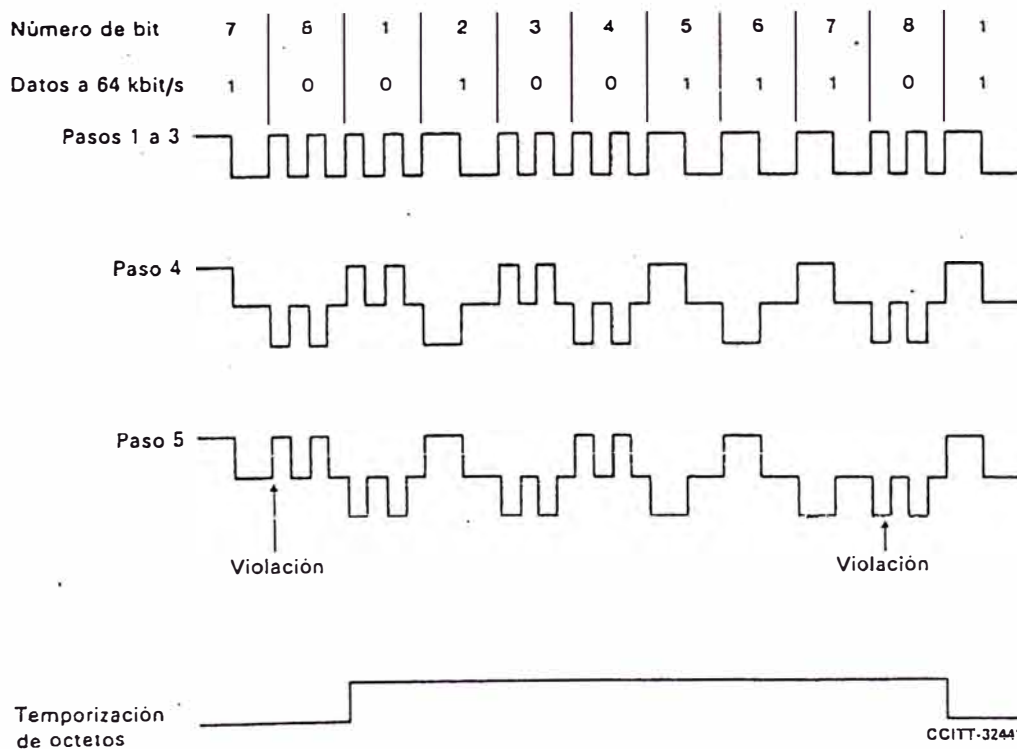 Número de bit 7 8 1 2 3 4 5 6 7 8 1
Datos a 64 kbit/s 1 0 0 1 0 0 1 1 1 0 1
Pasos 1 a 3
Paso 4
Paso 5
Violación Violación
Temporización
de octetos
CCITT-3244